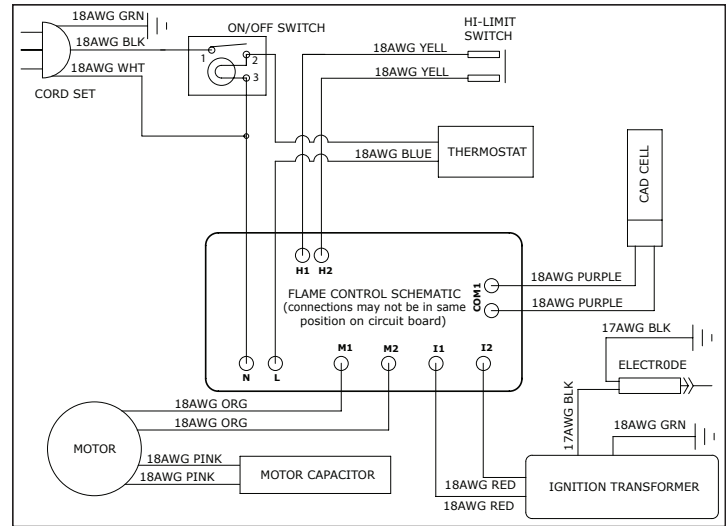 18AWG GRN
18AWG BLK
18AWG WHT
CORD SET
ON/OFF SWITCH
1
2
3
HI-LIMIT
SWITCH
18AWG YELL
18AWG YELL
THERMOSTAT
18AWG BLUE
CAD CELL
H1
H2
FLAME CONTROL SCHEMATIC
(connections may not be in same
position on circuit board)
COM1
18AWG PURPLE
18AWG PURPLE
N
L
M1
M2
I1
I2
17AWG BLK
ELECTR0DE
17AWG BLK
18AWG GRN
MOTOR
18AWG ORG
18AWG ORG
18AWG PINK
18AWG PINK
MOTOR CAPACITOR
18AWG RED
18AWG RED
IGNITION TRANSFORMER